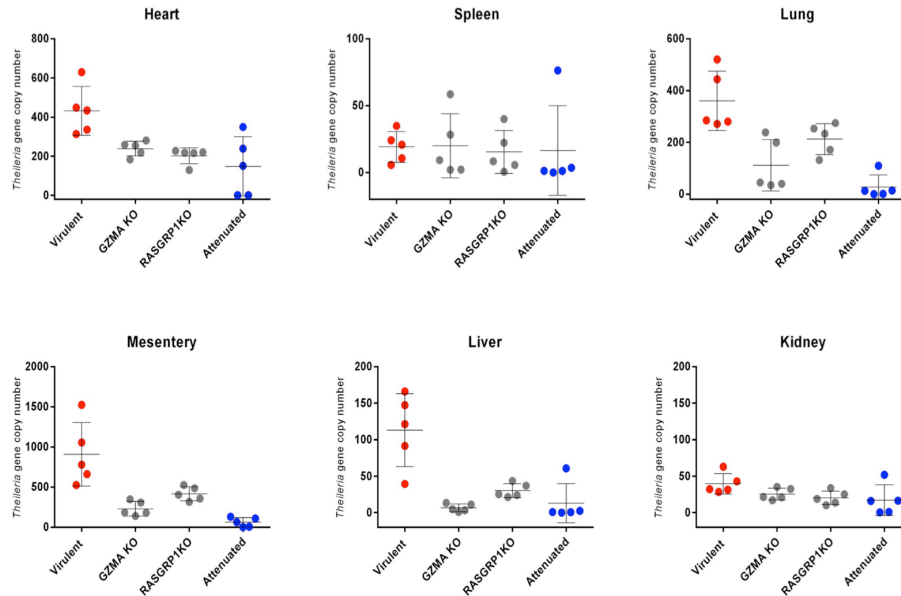 Heart
Theileria gene copy number
800
600
400
200
0
Virulent
GZMA KO
RASGRP1KO
Attenuated
Spleen
Theileria gene copy number
100
50
0
Virulent
GZMA KO
RASGRP1KO
Attenuated
Lung
Theileria gene copy number
600
400
200
0
Virulent
GZMA KO
RASGRP1KO
Attenuated
Mesentery
Theileria gene copy number
2000
1500
1000
500
0
Virulent
GZMA KO
RASGRP1KO
Attenuated
Liver
Theileria gene copy number
200
150
100
50
0
Virulent
GZMA KO
RASGRP1KO
Attenuated
Kidney
Theileria gene copy number
200
150
100
50
0
Virulent
GZMA KO
RASGRP1KO
Attenuated